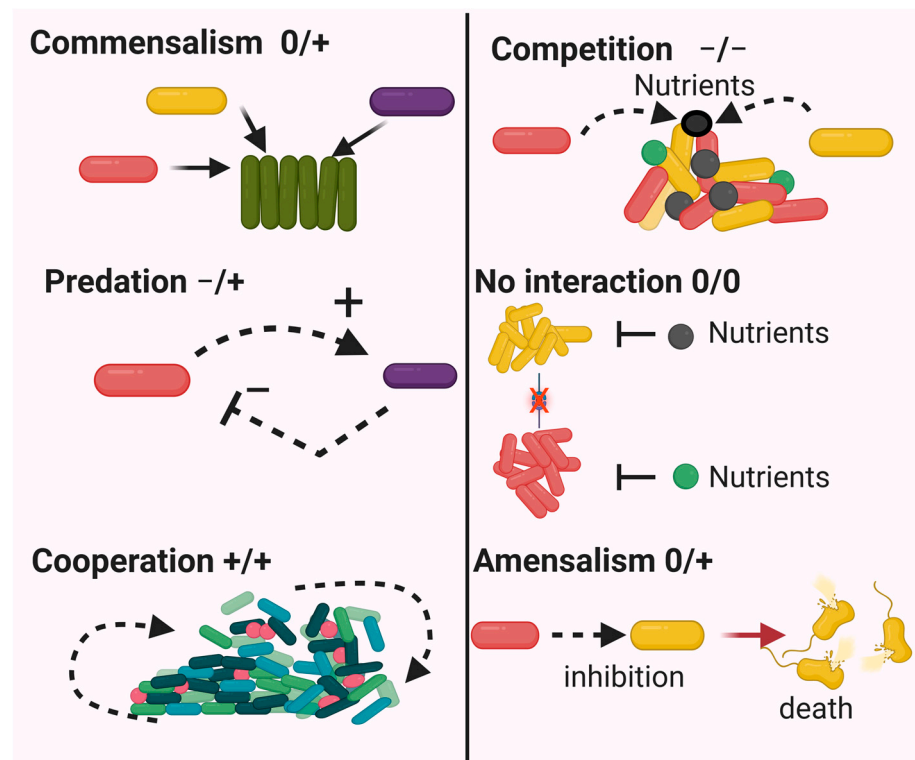 Commensalism 0/+
Competition −/−
Nutrients
Predation −/+
+
−
No interaction 0/0
Nutrients
Nutrients
Cooperation +/+
Amensalism 0/+
inhibition
death